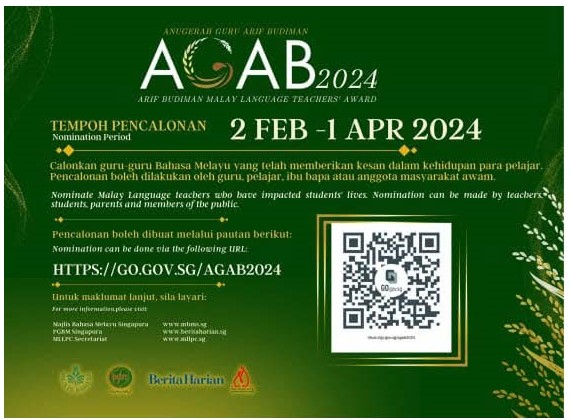 ANUGERAH GURU ARIF BUDIMAN
AGAB2024
ARIF BUDIMAN MALAY LANGUAGE TEACHERS' AWARD
TEMPOH PENCALONAN
Nomination Period
2 FEB -1 APR 2024
Calonkan guru-guru Bahasa Melayu yang telah memberikan kesan dalam kehidupan para pelajar.
Pencalonan boleh dilakukan oleh guru, pelajar, ibu bapa atau anggota masyarakat awam.
Nominate Malay Language teachers who have impacted students' lives. Nomination can be made by teachers,
students, parents and members of the public.
Pencalonan boleh dibuat melalui pautan berikut:
Nomination can be done via the following URL:
HTTPS://GO.GOV.SG/AGAB2024
GOgovsg
Untuk maklumat lanjut, sila layari:
For more information,please visit:
Majlis Bahasa Melayu Singapura www.mbms.sg
PGBM Singapura www.beritaharian.sg
MLLPC Secretariat www.mllpc.sg
BeritaHarian